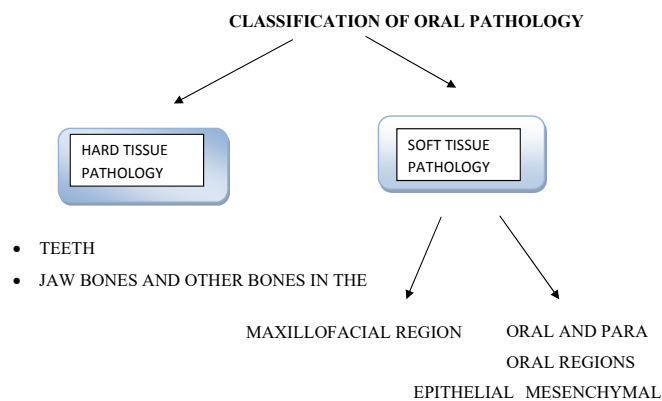 CLASSIFICATION OF ORAL PATHOLOGY
HARD TISSUE
PATHOLOGY
SOFT TISSUE
PATHOLOGY
• TEETH
• JAW BONES AND OTHER BONES IN THE
MAXILLOFACIAL REGION
ORAL AND PARA
ORAL REGIONS
EPITHELIAL MESENCHYMAL